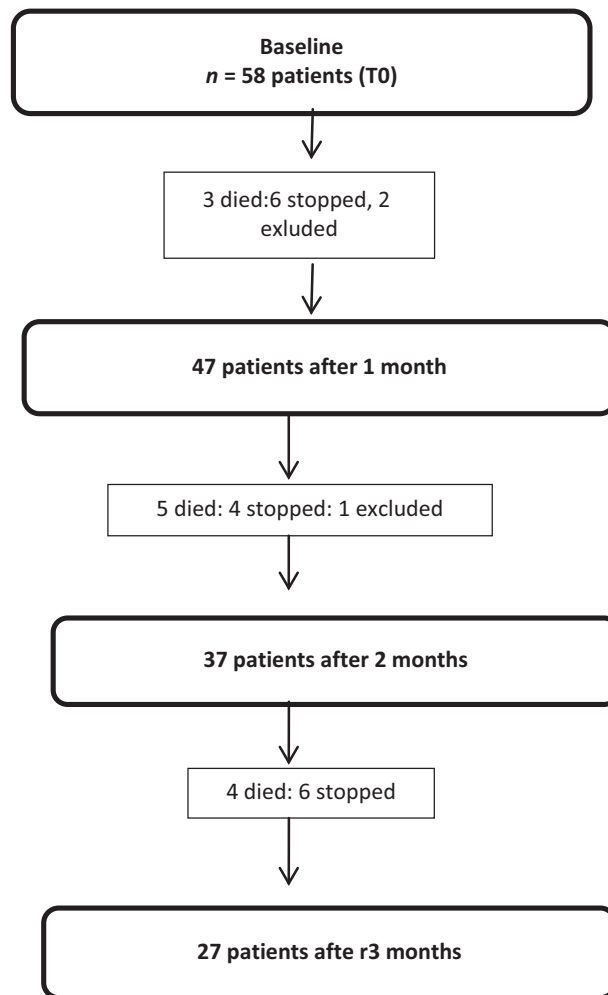 Baseline
n = 58 patients (T0)
3 died:6 stopped, 2
exluded
47 patients after 1 month
5 died: 4 stopped: 1 excluded
37 patients after 2 months
4 died: 6 stopped
27 patients afte r3 months